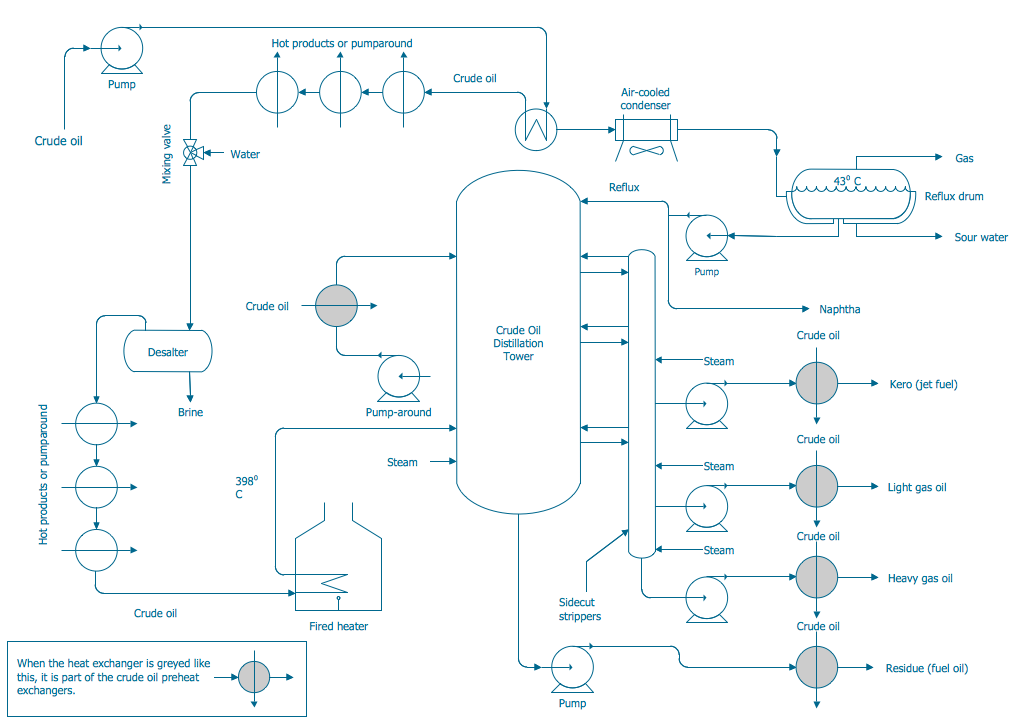 Hot products or pumparound
Crude oil
Pump
Air-cooled
condenser
Crude oil
Mixing valve
Water
43⁰ C
Gas
Reflux
Reflux drum
Sour water
Pump
Crude oil
Naphtha
Crude Oil
Distillation
Tower
Crude oil
Desalter
Steam
Kero (jet fuel)
Brine
Pump-around
Hot products or pumparound
Crude oil
Steam
Steam
398⁰
C
Light gas oil
Crude oil
Steam
Heavy gas oil
Sidecut
strippers
Crude oil
Fired heater
Crude oil
When the heat exchanger is greyed like
this, it is part of the crude oil preheat
exchangers.
Residue (fuel oil)
Pump